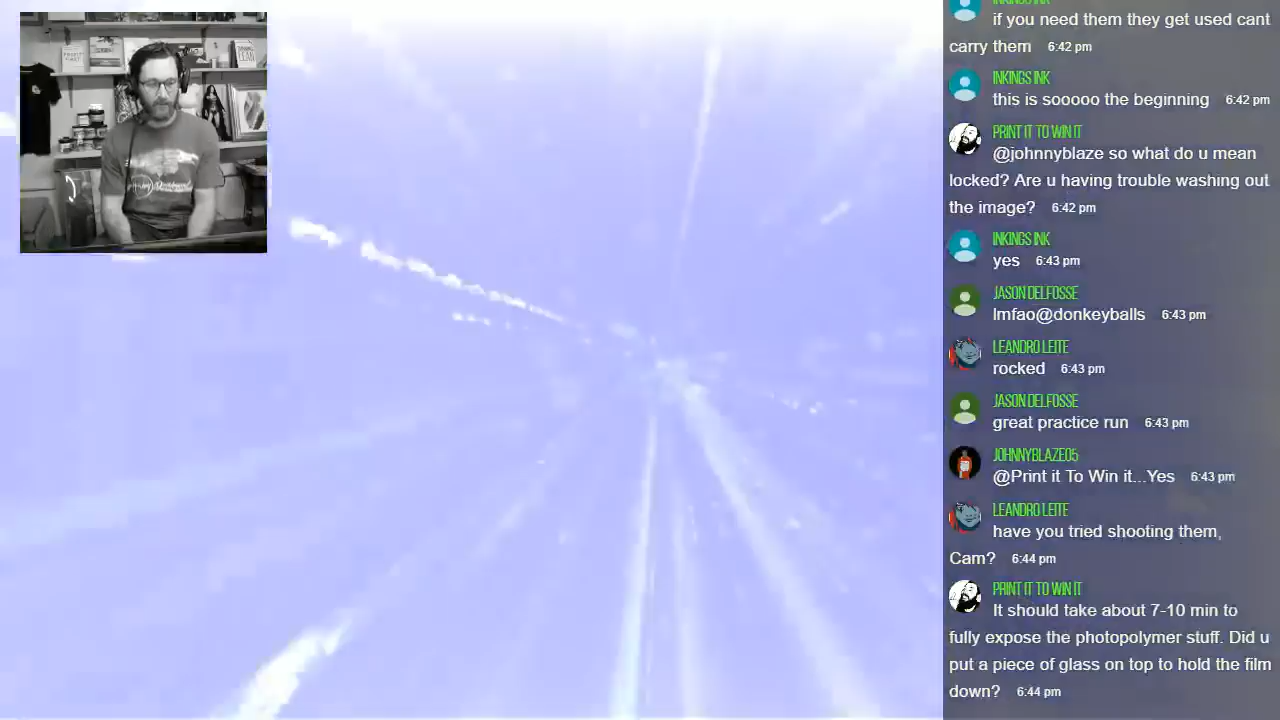 if you need them they get used cant
carry them 6:42 pm
INKINGS INK
this is sooooo the beginning 6:42 pm
PRINT IT TO WIN IT
@johnnyblaze so what do u mean
locked? Are u having trouble washing out
the image? 6:42 pm
INKINGS INK
yes 6:43 pm
JASON DELFOSSE
lmfao@donkeyballs 6:43 pm
LEANDRO LEITE
rocked 6:43 pm
JASON DELFOSSE
great practice run 6:43 pm
JOHNNYBLAZE05
@Print it To Win it...Yes 6:43 pm
LEANDRO LEITE
have you tried shooting them,
Cam? 6:44 pm
PRINT IT TO WIN IT
It should take about 7-10 min to
fully expose the photopolymer stuff. Did u
put a piece of glass on top to hold the film
down? 6:44 pm